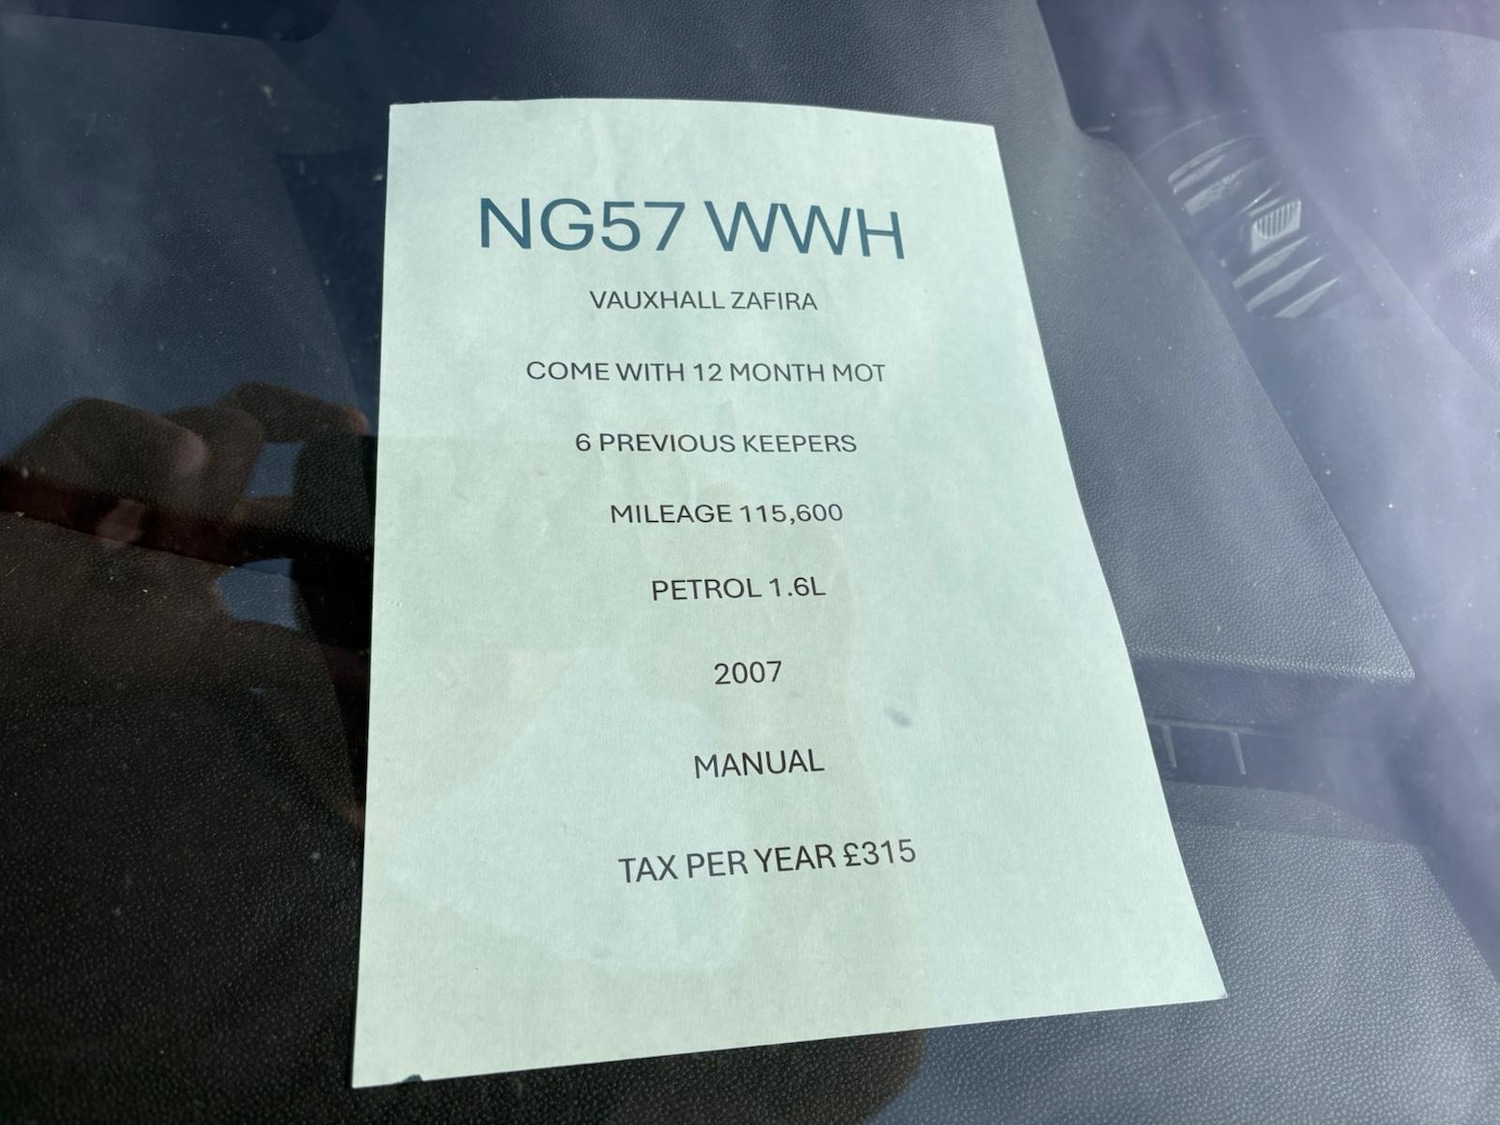 NG57 WWH
VAUXHALL ZAFIRA
COME WITH 12 MONTH MOT
6 PREVIOUS KEEPERS
MILEAGE 115,600
PETROL 1.6L
2007
MANUAL
TAX PER YEAR £315